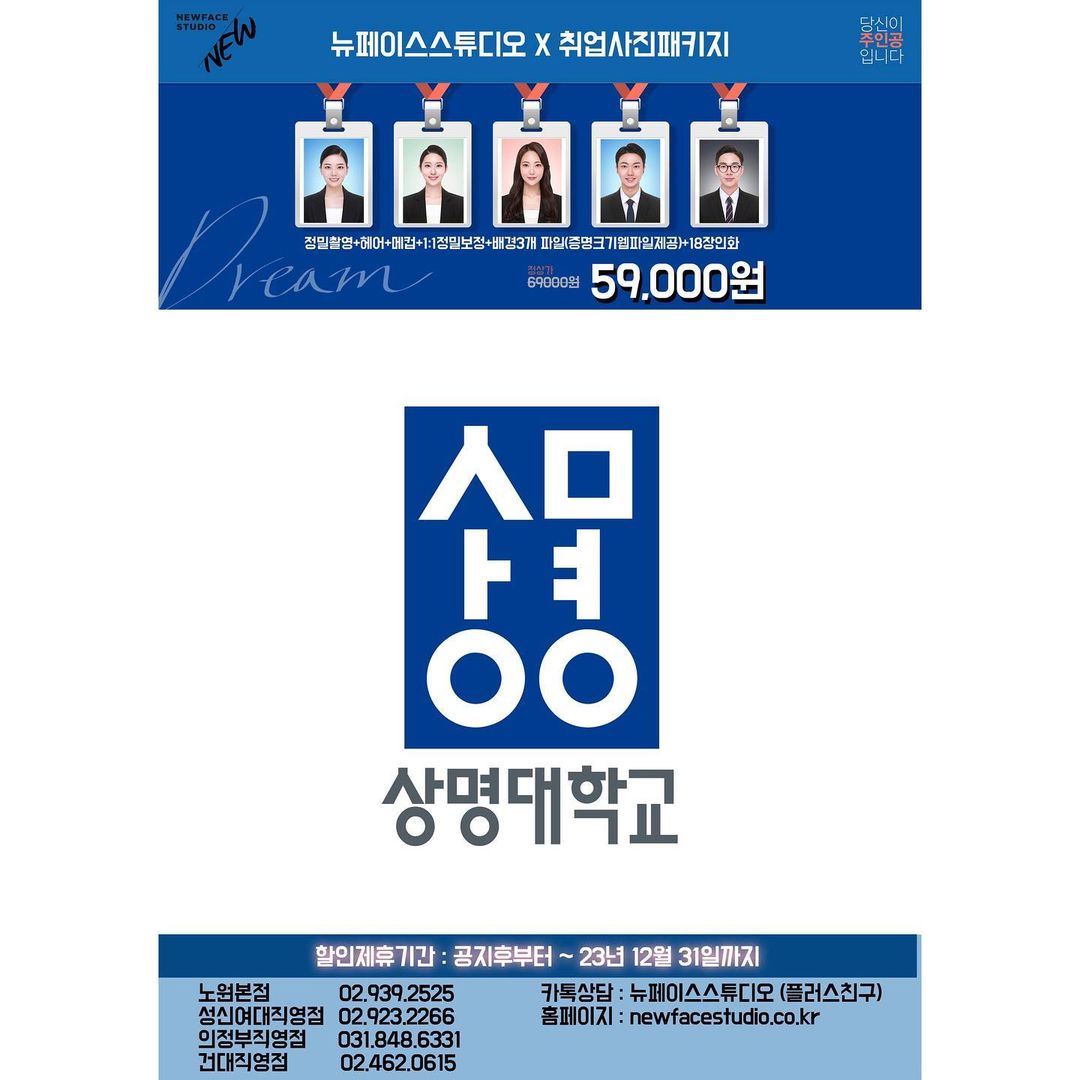 NEWFACE
STUDIO
NEW
뉴페이스스튜디오 X 취업사진패키지
당신이
주인공
입니다
정밀촬영+헤어+메컵+1:1정밀보정+배경3개 파일(증명크기웹파일제공)+18장인화
Dream
정상가
69000원
59,000원
상명
상명대학교
할인제휴기간 : 공지후부터 ~ 23년 12월 31일까지
노원본점 02.939.2525
성신여대직영점 02.923.2266
의정부직영점 031.848.6331
건대직영점 02.462.0615
카톡상담 : 뉴페이스스튜디오 (플러스친구)
홈페이지 : newfacestudio.co.kr